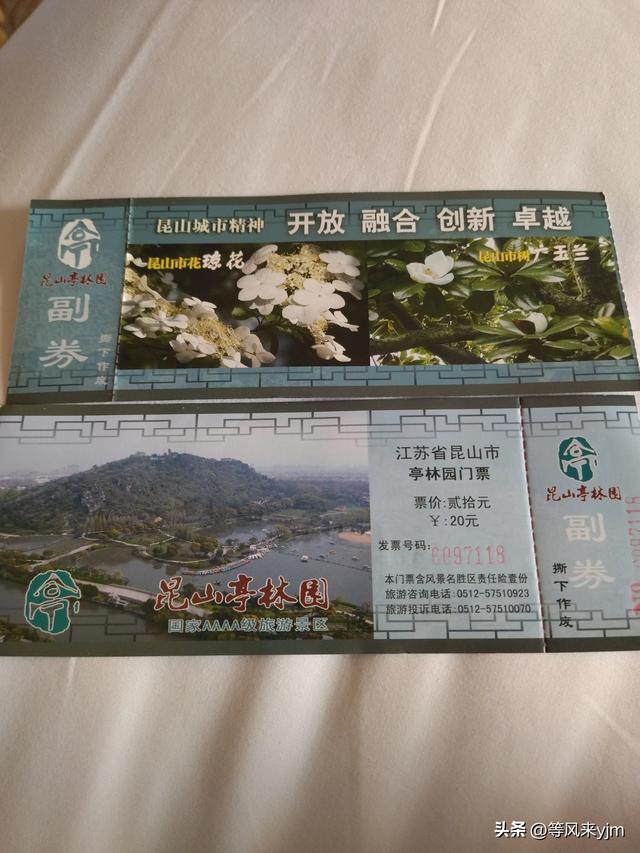 昆山城市精神 开放 融合 创新 卓越
昆山市花琼花
昆山市树广玉兰
昆山亭林园
副券
撕下作废
江苏省昆山市
亭林园门票
票价:贰拾元
￥:20元
发票号码: 6097118
本门票含风景名胜区责任险壹份
旅游咨询电话:0512-57510923
旅游投诉电话:0512-57510070
昆山亭林园
国家AAAA级旅游景区
昆山亭林园
副券
撕下作废
头条 @等风来yjm